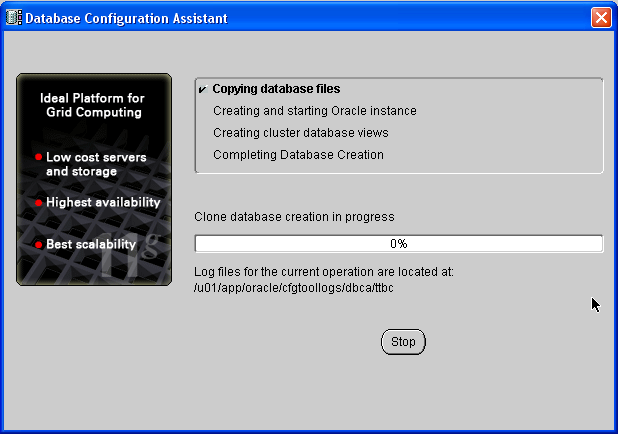 Database Configuration Assistant
Ideal Platform for
Grid Computing
Low cost servers
and storage
Highest availability
Best scalability
11g
Copying database files
Creating and starting Oracle instance
Creating cluster database views
Completing Database Creation
Clone database creation in progress
0%
Log files for the current operation are located at:
/u01/app/oracle/cfgtoollogs/dbca/ttbc
Stop